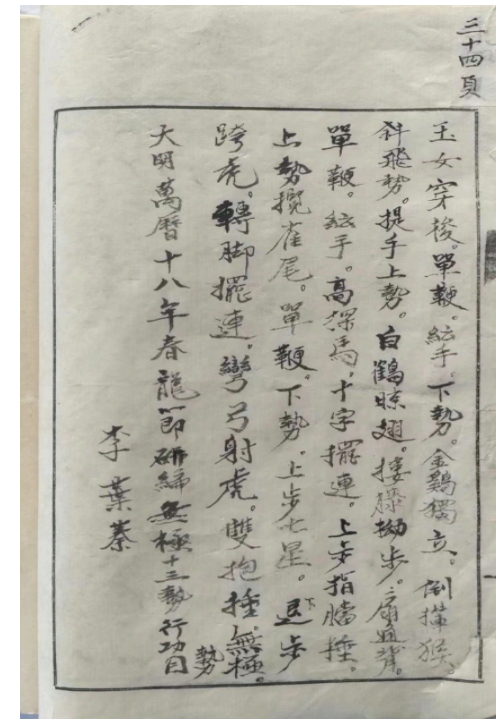 三十四頁
玉女穿梭。單鞭。紜手。下勢。金鷄獨立。倒攆猴。
斜飛勢。提手上勢。白鶴晾翅。摟膝拗步。扇通背。
單鞭。紜手。高探馬。十字擺連。上步指膅捶。
上勢攬雀尾。單鞭。下勢。上步七星。下退步
跨虎。轉脚擺連。彎弓射虎。雙抱捶。無極勢。
大明萬曆十八年春龍節研編無極十三勢行功目
李葉蓁